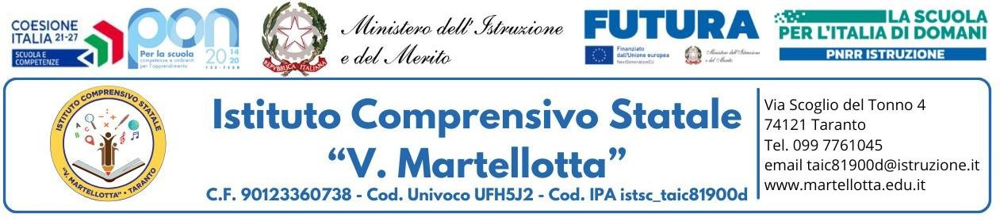 COESIONE
ITALIA 21-27
SCUOLA E
COMPETENZE
pon
Per la scuola
competenze e ambienti
per l'apprendimento
2014
2020
FSE-FESR
REPVBBLICA ITALIANA
Ministero dell'Istruzione
e del Merito
FUTURA
Finanziato
dall'Unione europea
NextGenerationEU
Ministero dell'Istruzione
e del Merito
LA SCUOLA
PER L'ITALIA DI DOMANI
PNRR ISTRUZIONE
ISTITUTO COMPRENSIVO STATALE
"V. MARTELLOTTA" • TARANTO
Istituto Comprensivo Statale
“V. Martellotta”
C.F. 90123360738 - Cod. Univoco UFH5J2 - Cod. IPA istsc_taic81900d
Via Scoglio del Tonno 4
74121 Taranto
Tel. 099 7761045
email taic81900d@istruzione.it
www.martellotta.edu.it